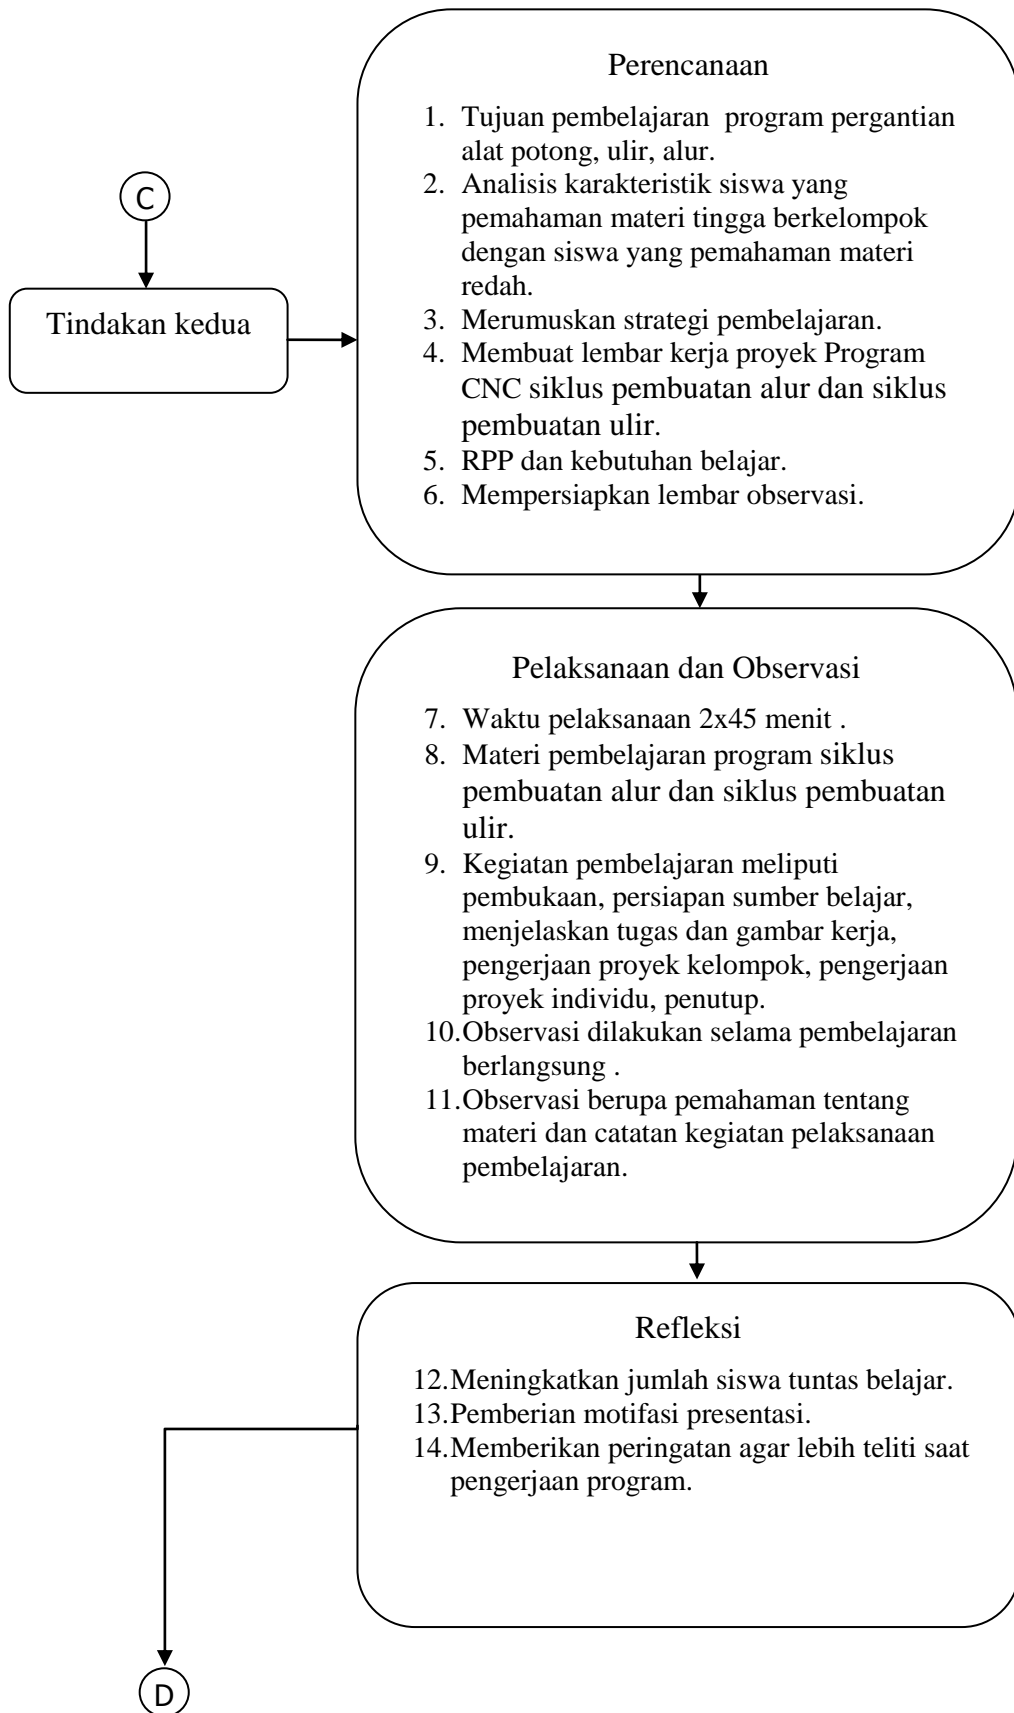 C
Tindakan kedua
Perencanaan
1. Tujuan pembelajaran program pergantian
alat potong, ulir, alur.
2. Analisis karakteristik siswa yang
pemahaman materi tingga berkelompok
dengan siswa yang pemahaman materi
redah.
3. Merumuskan strategi pembelajaran.
4. Membuat lembar kerja proyek Program
CNC siklus pembuatan alur dan siklus
pembuatan ulir.
5. RPP dan kebutuhan belajar.
6. Mempersiapkan lembar observasi.
Pelaksanaan dan Observasi
7. Waktu pelaksanaan 2x45 menit .
8. Materi pembelajaran program siklus
pembuatan alur dan siklus pembuatan
ulir.
9. Kegiatan pembelajaran meliputi
pembukaan, persiapan sumber belajar,
menjelaskan tugas dan gambar kerja,
pengerjaan proyek kelompok, pengerjaan
proyek individu, penutup.
10.Observasi dilakukan selama pembelajaran
berlangsung .
11.Observasi berupa pemahaman tentang
materi dan catatan kegiatan pelaksanaan
pembelajaran.
Refleksi
12.Meningkatkan jumlah siswa tuntas belajar.
13.Pemberian motifasi presentasi.
14.Memberikan peringatan agar lebih teliti saat
pengerjaan program.
D